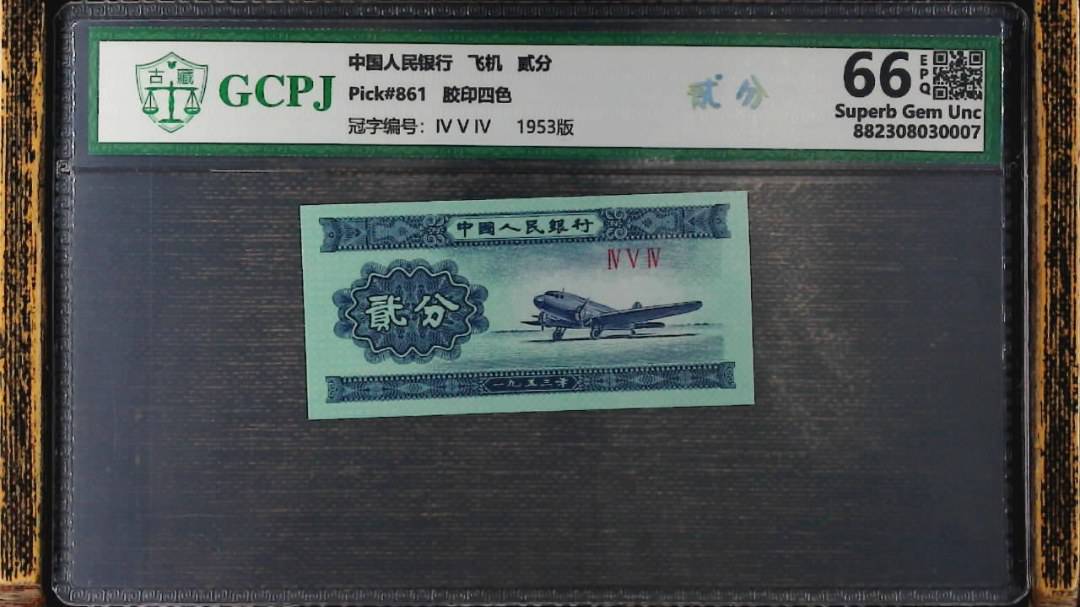 古藏
GCPJ
中国人民银行 飞机 贰分
Pick#861 胶印四色
冠字编号: Ⅳ Ⅴ Ⅳ 1953版
贰分
66 EPQ
Superb Gem Unc
882308030007
中國人民銀行
Ⅳ Ⅴ Ⅳ
貳分
一九五三年